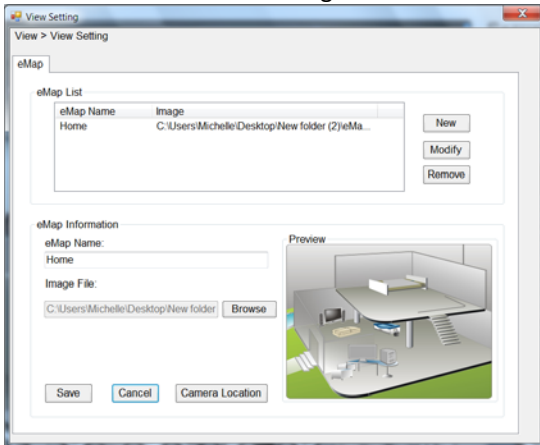 View Setting
View > View Setting
eMap
eMap List
eMap Name Image
Home C:\Users\Michelle\Desktop\New folder (2)\eMa...
New
Modify
Remove
eMap Information
eMap Name:
Preview
Home
Image File:
C:\Users\Michelle\Desktop\New folder Browse
Save Cancel Camera Location